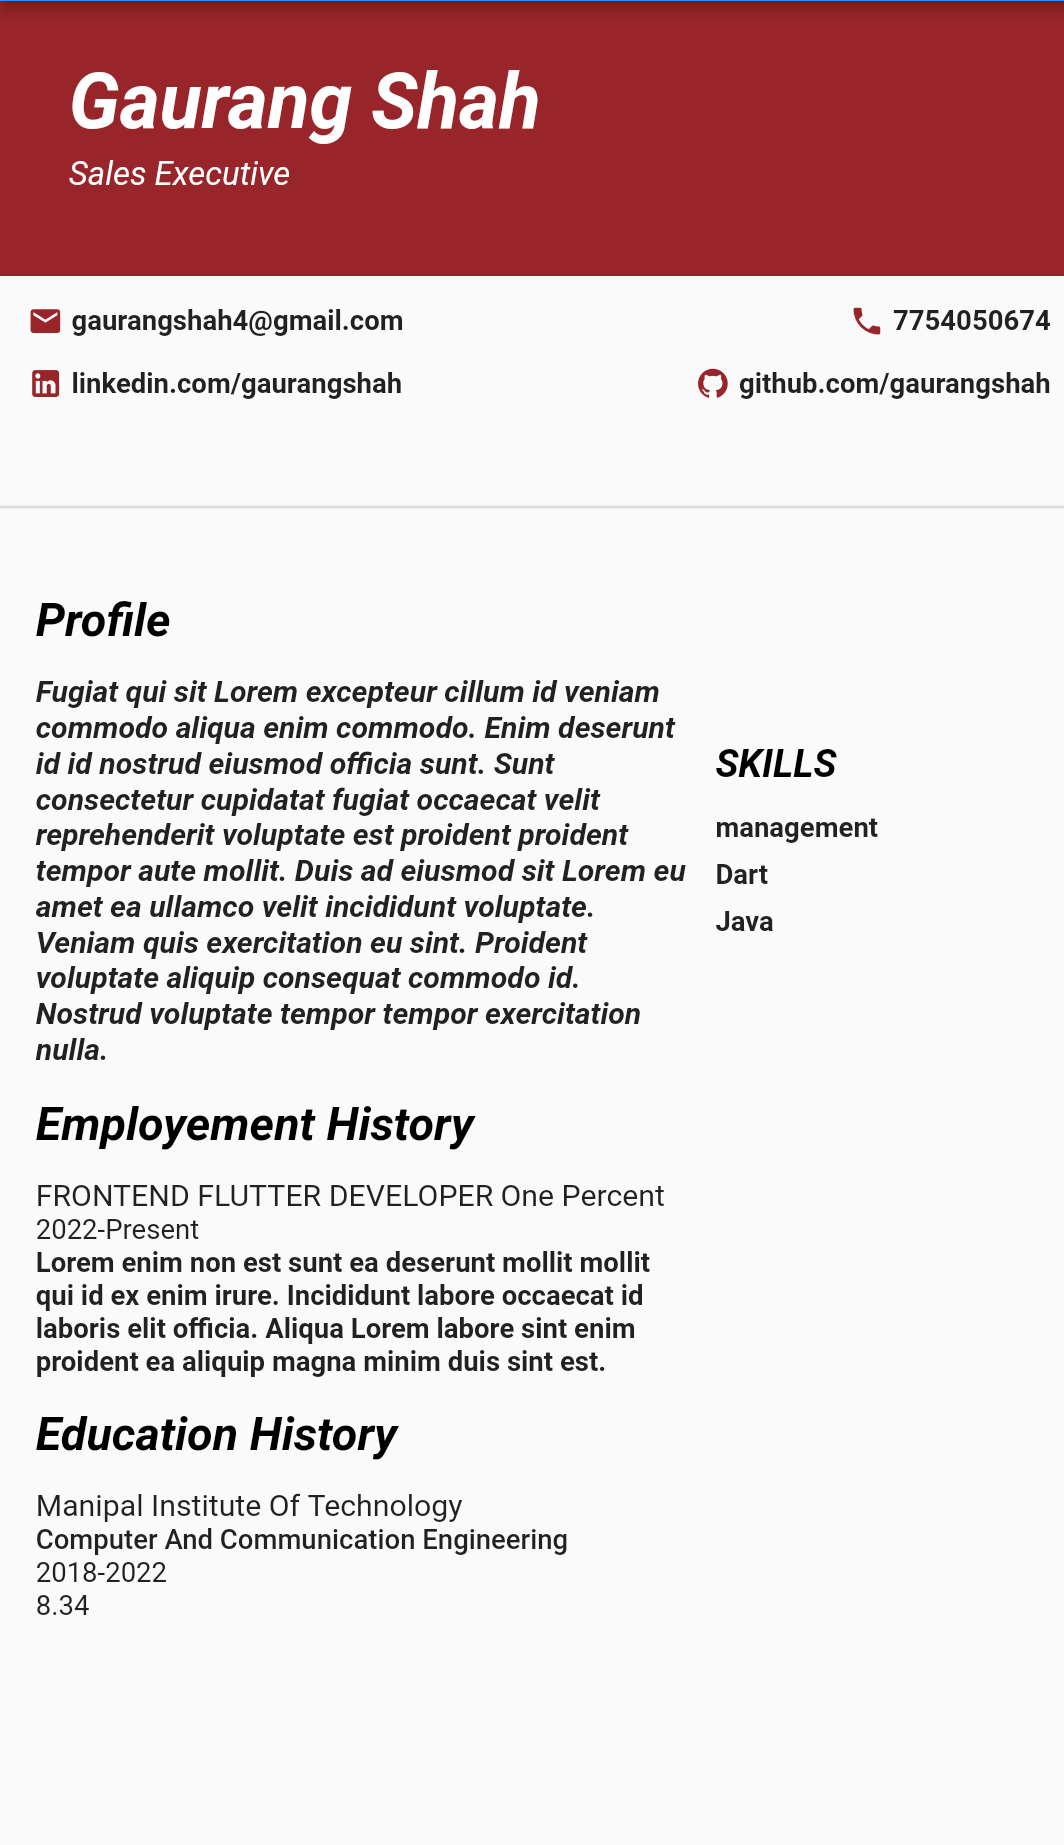 Gaurang Shah
Sales Executive
gaurangshah4@gmail.com
7754050674
linkedin.com/gaurangshah
github.com/gaurangshah
Profile
Fugiat qui sit Lorem excepteur cillum id veniam
commodo aliqua enim commodo. Enim deserunt
id id nostrud eiusmod officia sunt. Sunt
consectetur cupidatat fugiat occaecat velit
reprehenderit voluptate est proident proident
tempor aute mollit. Duis ad eiusmod sit Lorem eu
amet ea ullamco velit incididunt voluptate.
Veniam quis exercitation eu sint. Proident
voluptate aliquip consequat commodo id.
Nostrud voluptate tempor tempor exercitation
nulla.
Employement History
FRONTEND FLUTTER DEVELOPER One Percent
2022-Present
Lorem enim non est sunt ea deserunt mollit mollit
qui id ex enim irure. Incididunt labore occaecat id
laboris elit officia. Aliqua Lorem labore sint enim
proident ea aliquip magna minim duis sint est.
Education History
Manipal Institute Of Technology
Computer And Communication Engineering
2018-2022
8.34
SKILLS
management
Dart
Java